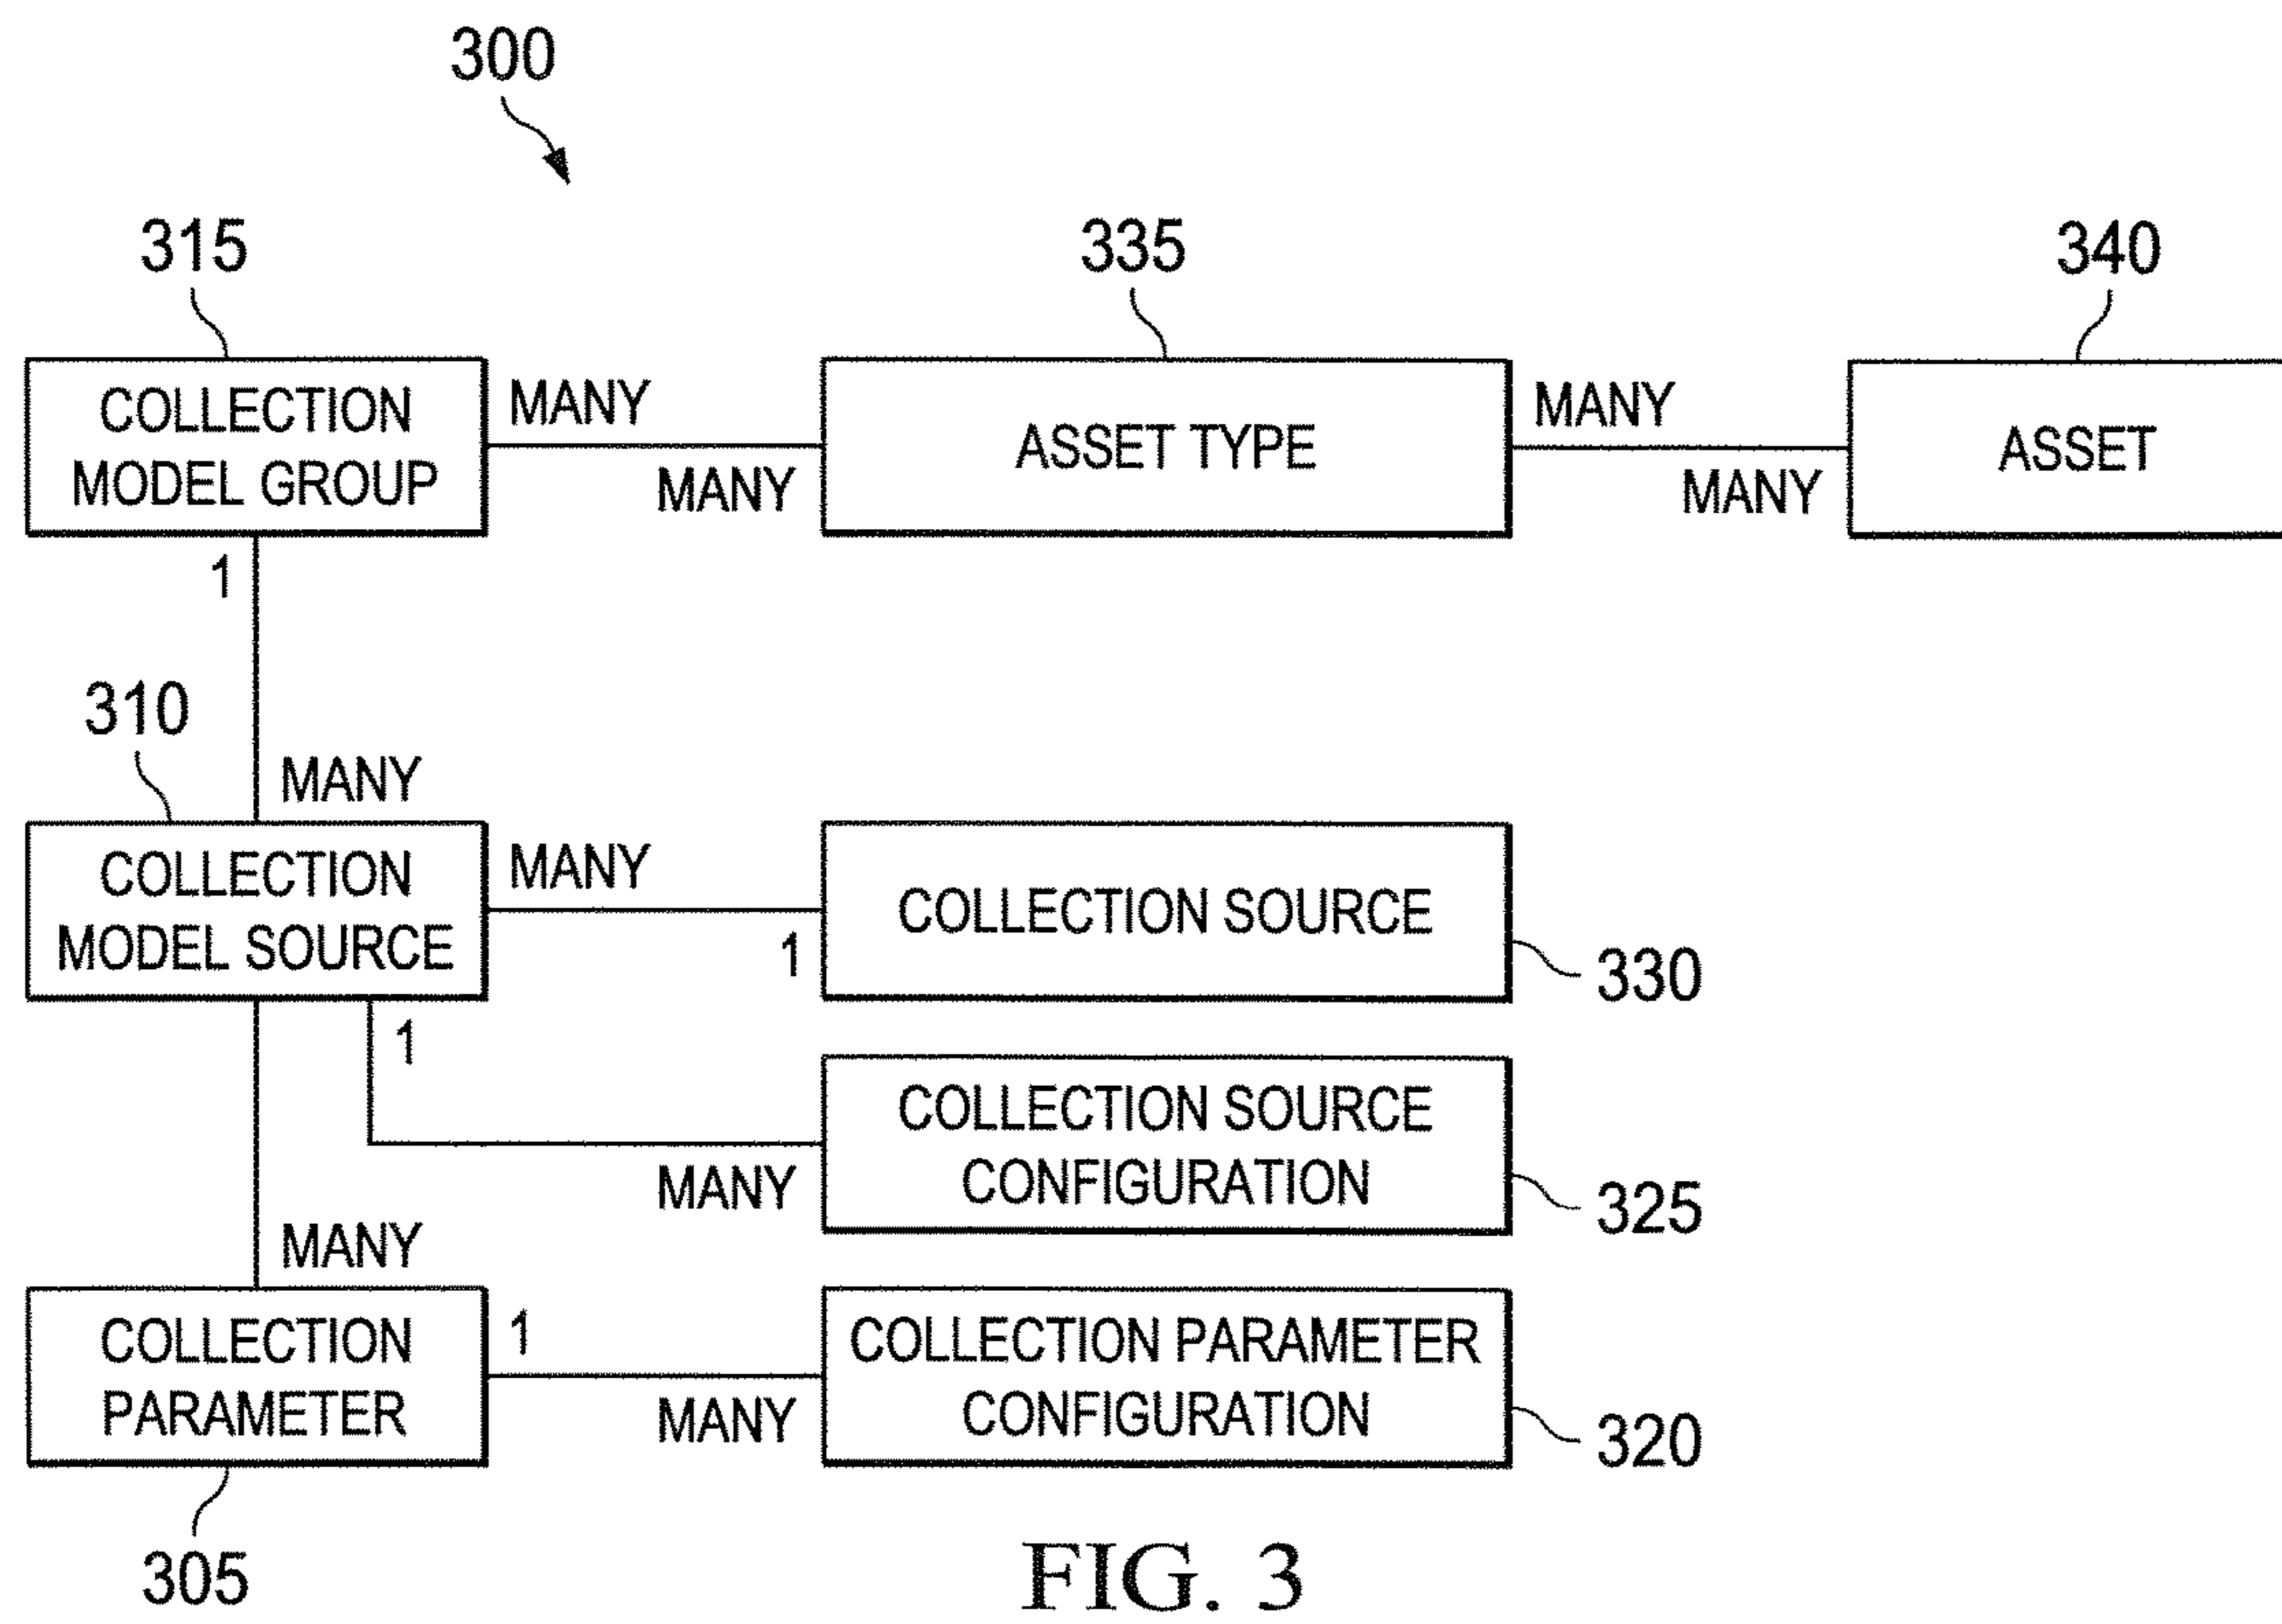 300
315
335
340
COLLECTION
MODEL GROUP
MANY
MANY
ASSET TYPE
MANY
MANY
ASSET
1
310
MANY
COLLECTION
MODEL SOURCE
MANY
1
COLLECTION SOURCE
330
1
MANY
COLLECTION SOURCE
CONFIGURATION
325
MANY
COLLECTION
PARAMETER
1
MANY
COLLECTION PARAMETER
CONFIGURATION
320
305
FIG. 3